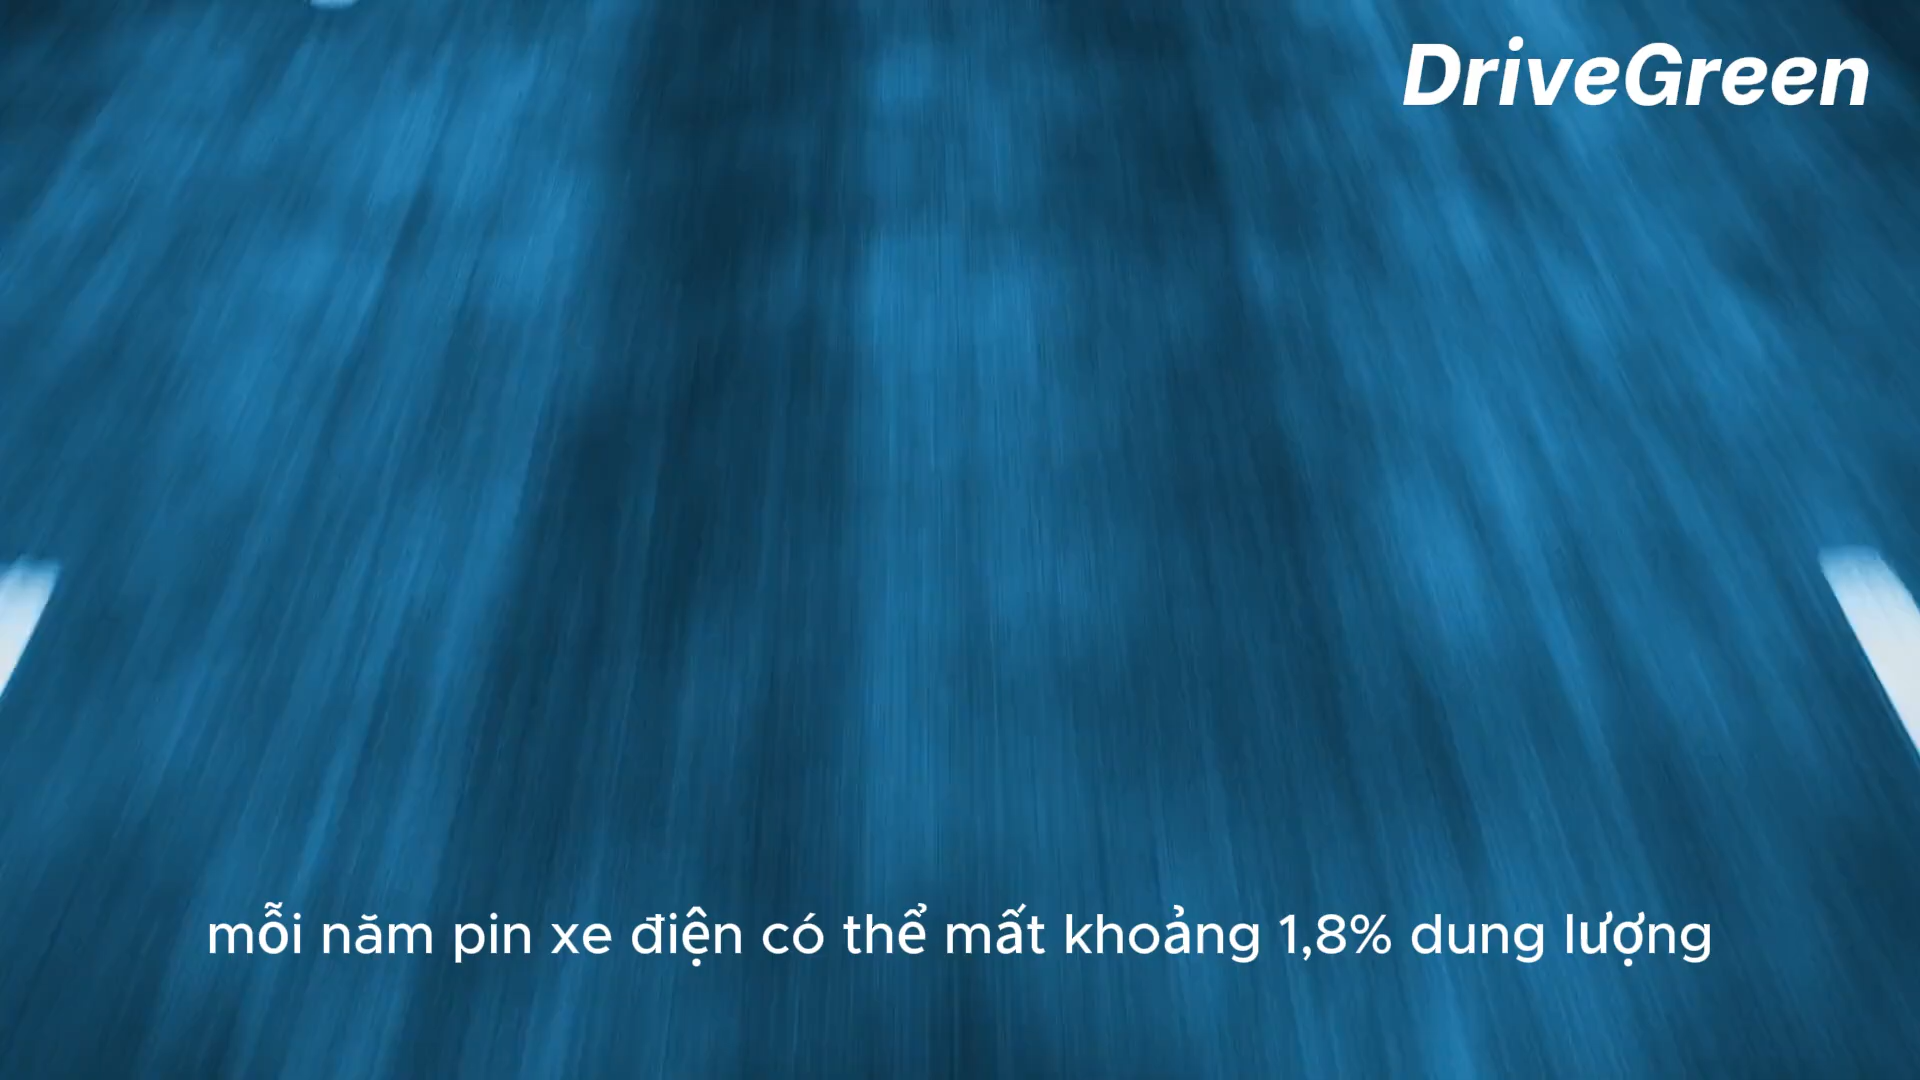 DriveGreen
mỗi năm pin xe điện có thể mất khoảng 1,8% dung lượng